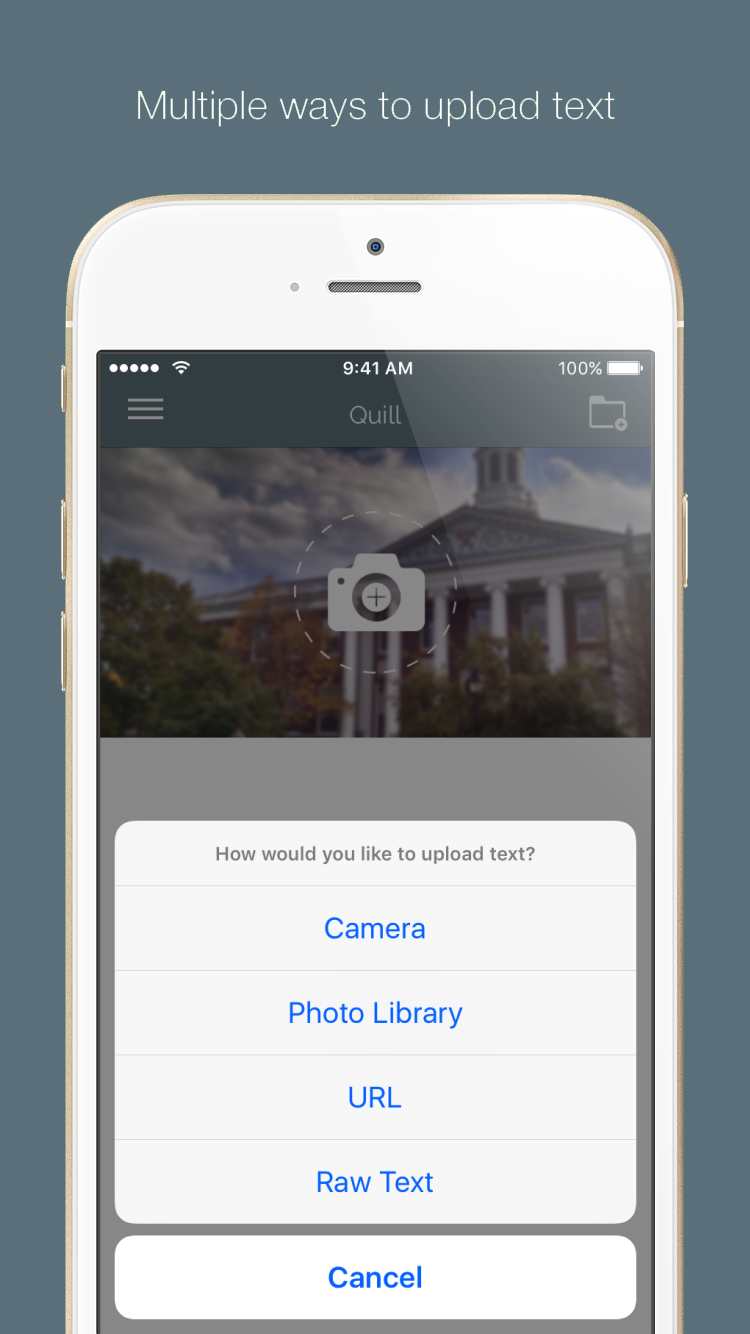 Multiple ways to upload text
9:41 AM
100%
Quill
How would you like to upload text?
Camera
Photo Library
URL
Raw Text
Cancel